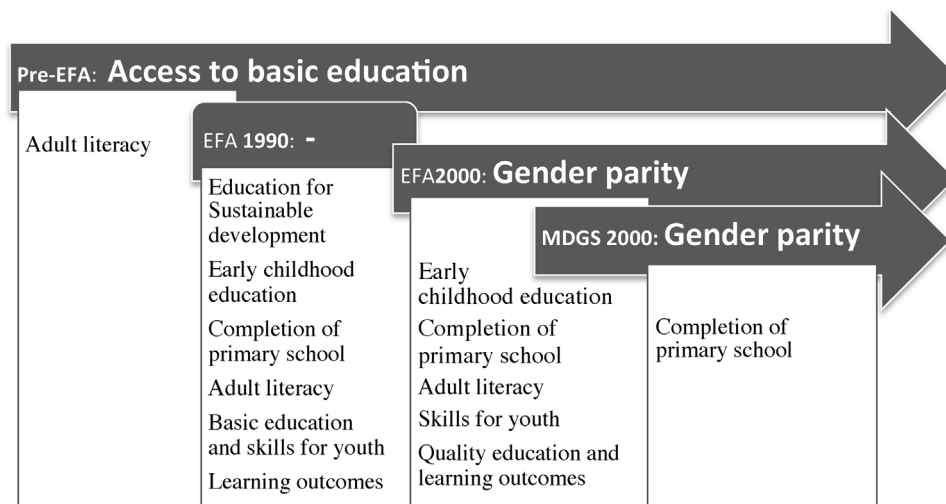 Pre-EFA: Access to basic education
Adult literacy
EFA 1990: -
Education for
Sustainable
development
Early childhood
education
Completion of
primary school
Adult literacy
Basic education
and skills for youth
Learning outcomes
EFA2000: Gender parity
Early
childhood education
Completion of
primary school
Adult literacy
Skills for youth
Quality education and
learning outcomes
MDGS 2000: Gender parity
Completion of
primary school